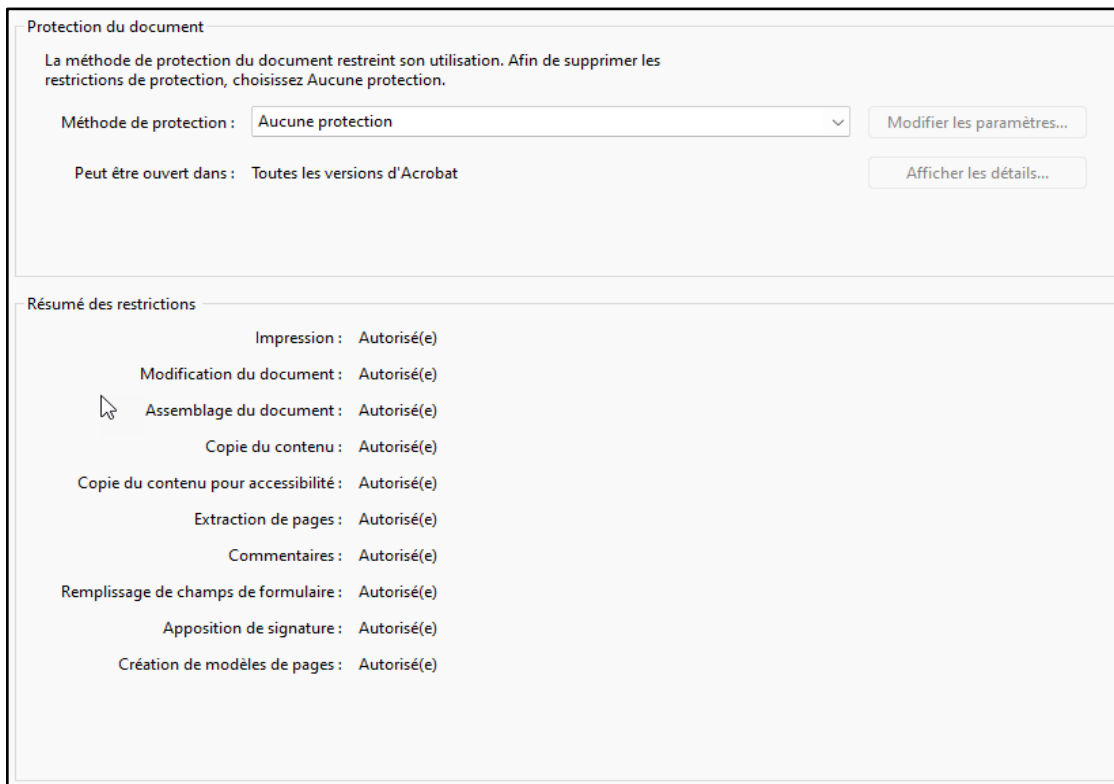 Protection du document
La méthode de protection du document restreint son utilisation. Afin de supprimer les
restrictions de protection, choisissez Aucune protection.
Méthode de protection : Aucune protection Modifier les paramètres...
Peut être ouvert dans : Toutes les versions d'Acrobat Afficher les détails...
Résumé des restrictions
Impression : Autorisé(e)
Modification du document : Autorisé(e)
Assemblage du document : Autorisé(e)
Copie du contenu : Autorisé(e)
Copie du contenu pour accessibilité : Autorisé(e)
Extraction de pages : Autorisé(e)
Commentaires : Autorisé(e)
Remplissage de champs de formulaire : Autorisé(e)
Apposition de signature : Autorisé(e)
Création de modèles de pages : Autorisé(e)